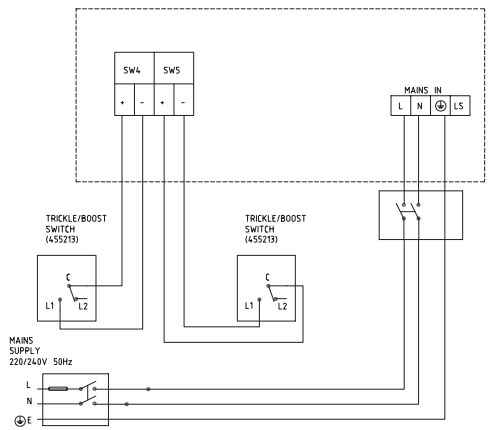 SW4 SW5
+ - + -
MAINS IN
L N LS
TRICKLE/BOOST
SWITCH
(455213)
C
L1 L2
TRICKLE/BOOST
SWITCH
(455213)
C
L1 L2
MAINS
SUPPLY
220/240V 50Hz
L
N
E